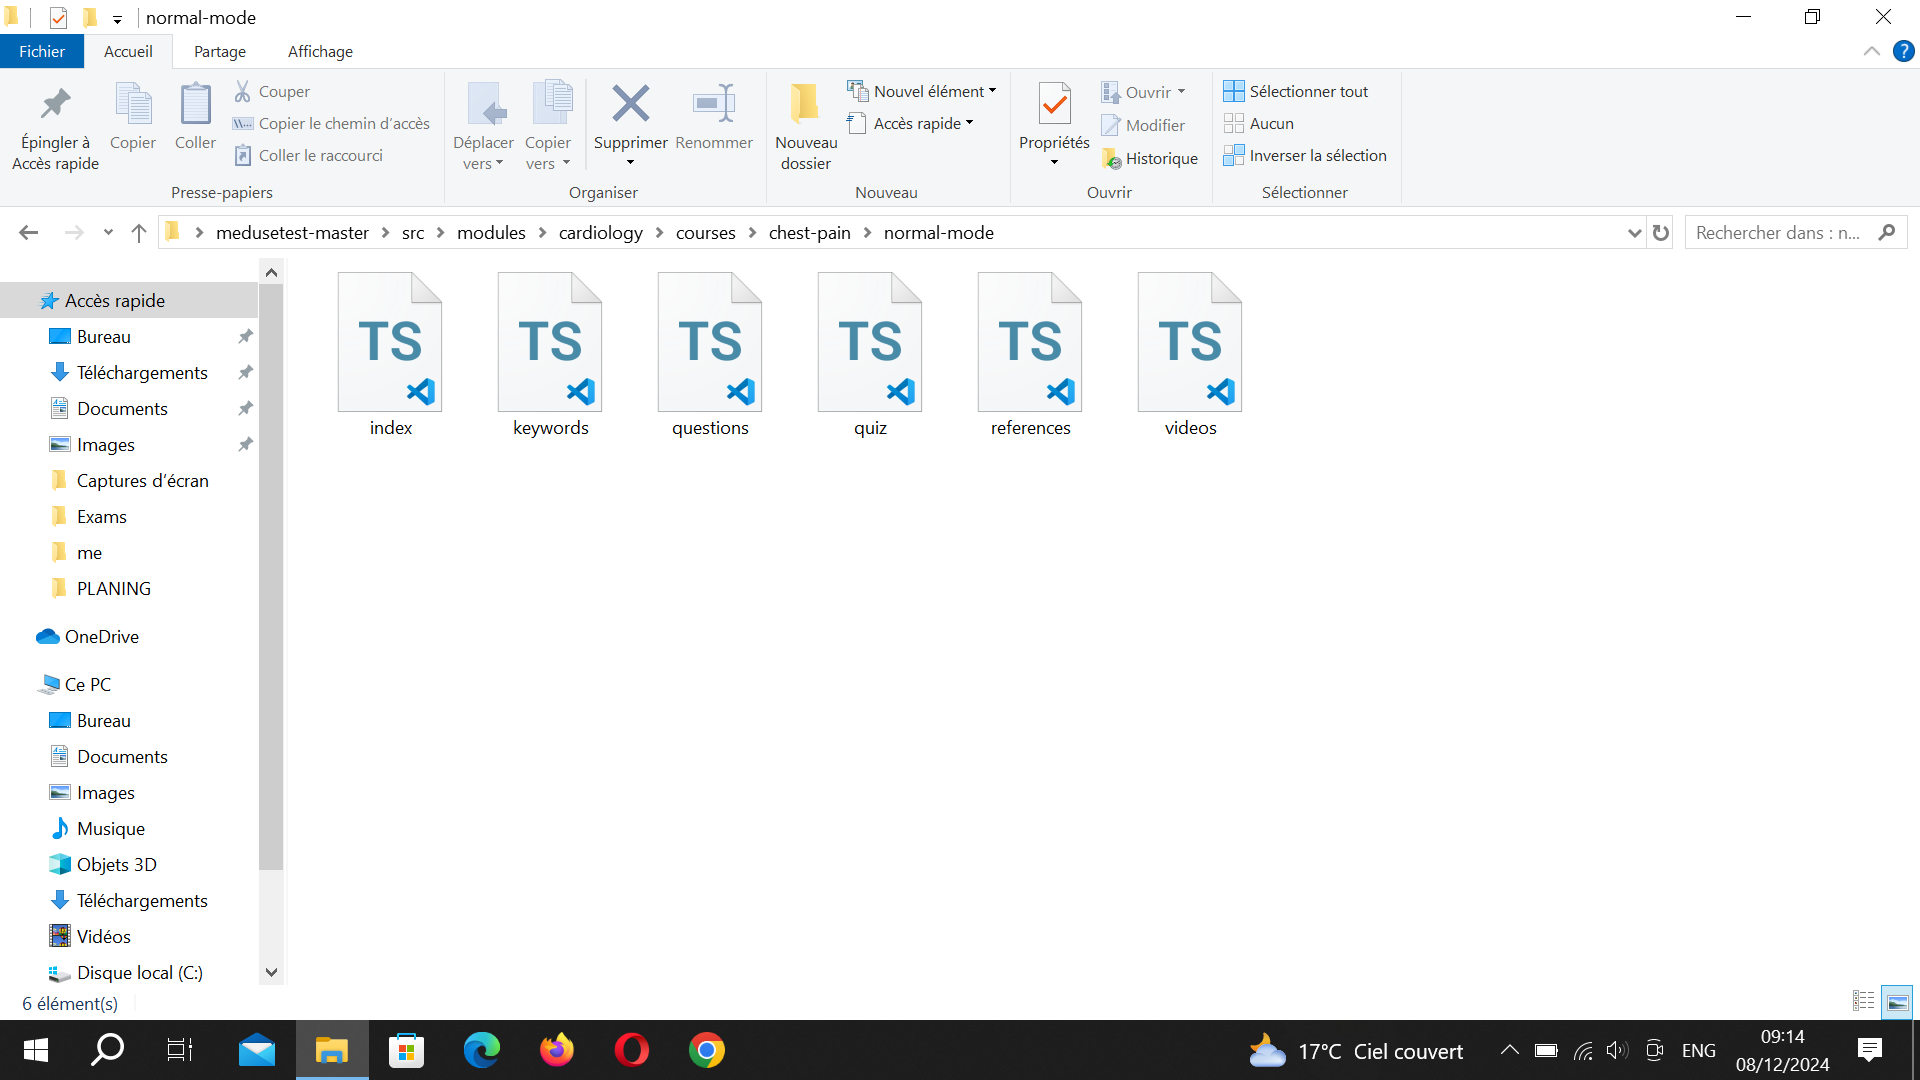 normal-mode
Fichier
Accueil
Partage
Affichage
Épingler à
Accès rapide
Copier
Coller
Couper
Copier le chemin d'accès
Coller le raccourci
Presse-papiers
Déplacer
vers
Copier
vers
Supprimer
Renommer
Organiser
Nouveau
dossier
Nouvel élément
Accès rapide
Nouveau
Propriétés
Ouvrir
Modifier
Historique
Ouvrir
Sélectionner tout
Aucun
Inverser la sélection
Sélectionner
medusetest-master
src
modules
cardiology
courses
chest-pain
normal-mode
Rechercher dans : n...
Accès rapide
Bureau
Téléchargements
Documents
Images
Captures d'écran
Exams
me
PLANING
OneDrive
Ce PC
Bureau
Documents
Images
Musique
Objets 3D
Téléchargements
Vidéos
Disque local (C:)
TS
index
TS
keywords
TS
questions
TS
quiz
TS
references
TS
videos
6 élément(s)
17°C Ciel couvert
ENG
09:14
08/12/2024